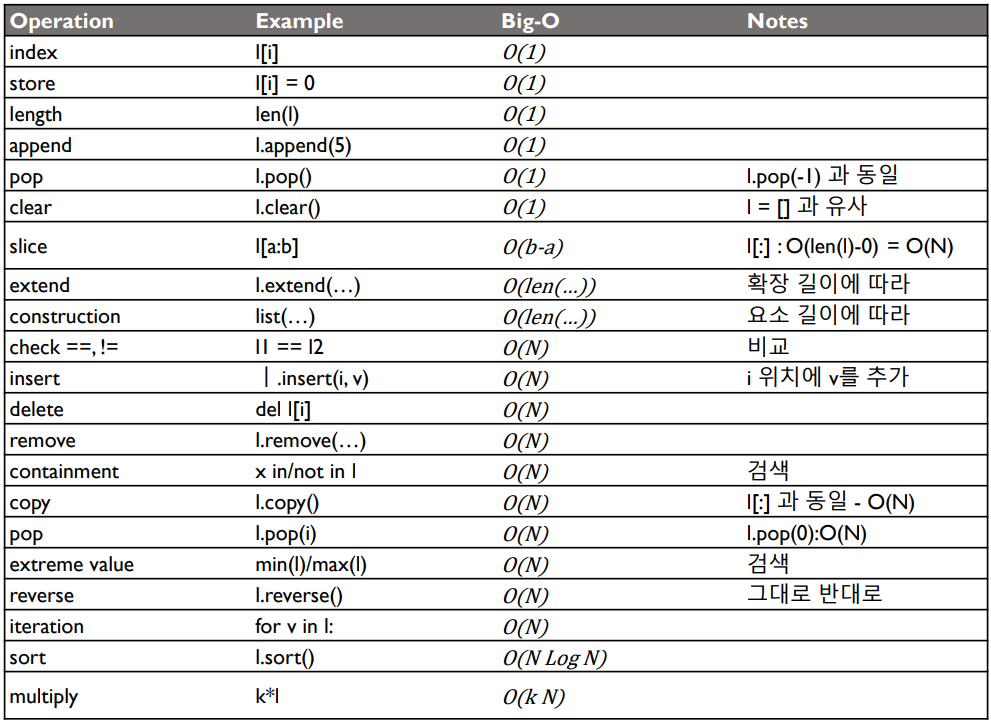 Operation Example Big-O Notes
index l[i] O(1)
store l[i] = 0 O(1)
length len(l) O(1)
append l.append(5) O(1)
pop l.pop() O(1) l.pop(-1) 과 동일
clear l.clear() O(1) l = [] 과 유사
slice l[a:b] O(b-a) l[:] : O(len(l)-0) = O(N)
extend l.extend(…) O(len(…)) 확장 길이에 따라
construction list(…) O(len(…)) 요소 길이에 따라
check ==, != l1 == l2 O(N) 비교
insert ㅣ.insert(i, v) O(N) i 위치에 v를 추가
delete del l[i] O(N)
remove l.remove(…) O(N)
containment x in/not in l O(N) 검색
copy l.copy() O(N) l[:] 과 동일 - O(N)
pop l.pop(i) O(N) l.pop(0):O(N)
extreme value min(l)/max(l) O(N) 검색
reverse l.reverse() O(N) 그대로 반대로
iteration for v in l: O(N)
sort l.sort() O(N Log N)
multiply k*l O(k N)